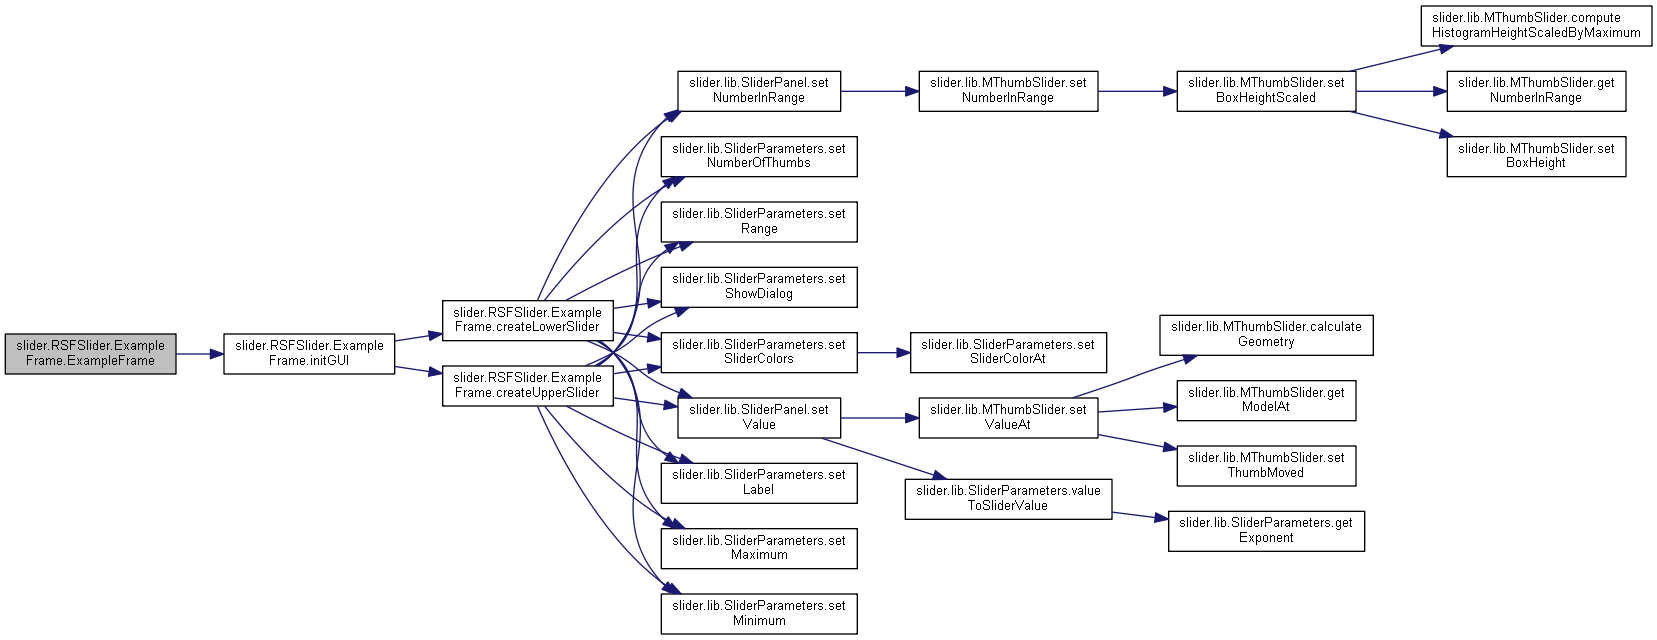 slider.RSFSlider.Example
Frame.ExampleFrame
slider.RSFSlider.Example
Frame.initGUI
slider.RSFSlider.Example
Frame.createLowerSlider
slider.RSFSlider.Example
Frame.createUpperSlider
slider.lib.SliderPanel.set
NumberInRange
slider.lib.SliderParameters.set
NumberOfThumbs
slider.lib.SliderParameters.set
Range
slider.lib.SliderParameters.set
ShowDialog
slider.lib.SliderParameters.set
SliderColors
slider.lib.SliderPanel.set
Value
slider.lib.SliderParameters.set
Label
slider.lib.SliderParameters.set
Maximum
slider.lib.SliderParameters.set
Minimum
slider.lib.MThumbSlider.set
NumberInRange
slider.lib.SliderParameters.set
SliderColorAt
slider.lib.MThumbSlider.set
ValueAt
slider.lib.SliderParameters.value
ToSliderValue
slider.lib.MThumbSlider.set
BoxHeightScaled
slider.lib.MThumbSlider.calculate
Geometry
slider.lib.MThumbSlider.get
ModelAt
slider.lib.MThumbSlider.set
ThumbMoved
slider.lib.SliderParameters.get
Exponent
slider.lib.MThumbSlider.compute
HistogramHeightScaledByMaximum
slider.lib.MThumbSlider.get
NumberInRange
slider.lib.MThumbSlider.set
BoxHeight